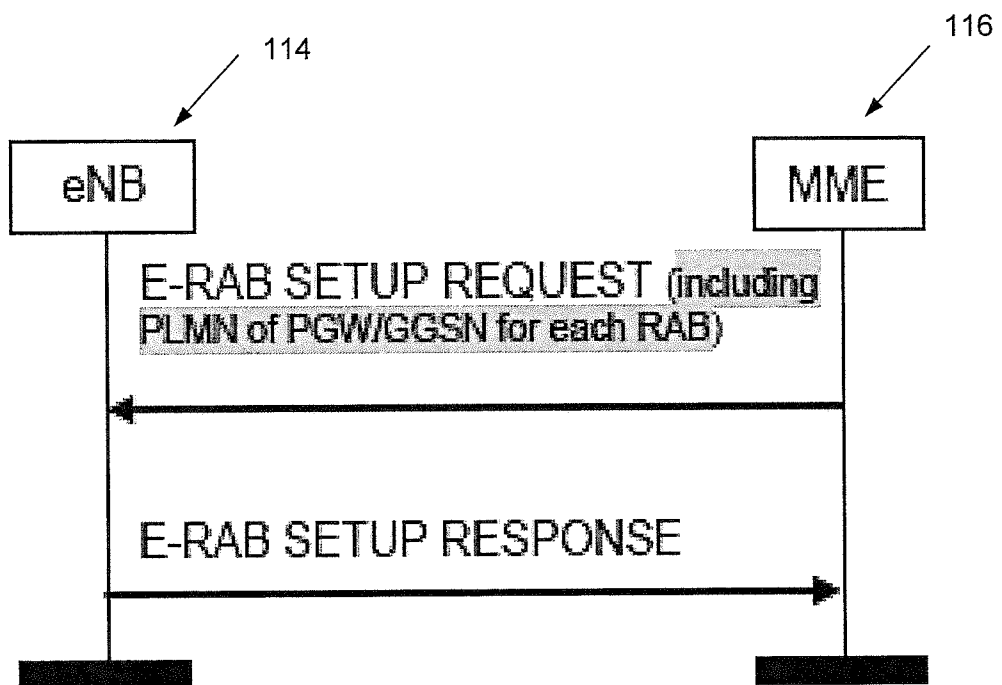 114
116
eNB
MME
E-RAB SETUP REQUEST (including
PLMN of PGW/GGSN for each RAB)
E-RAB SETUP RESPONSE